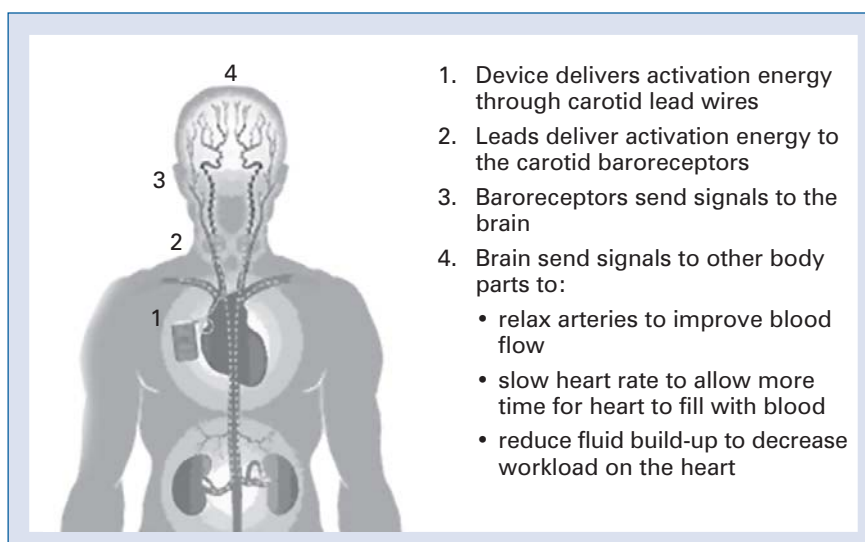 4
3
2
1
1. Device delivers activation energy
through carotid lead wires
2. Leads deliver activation energy to
the carotid baroreceptors
3. Baroreceptors send signals to the
brain
4. Brain send signals to other body
parts to:
• relax arteries to improve blood
flow
• slow heart rate to allow more
time for heart to fill with blood
• reduce fluid build-up to decrease
workload on the heart